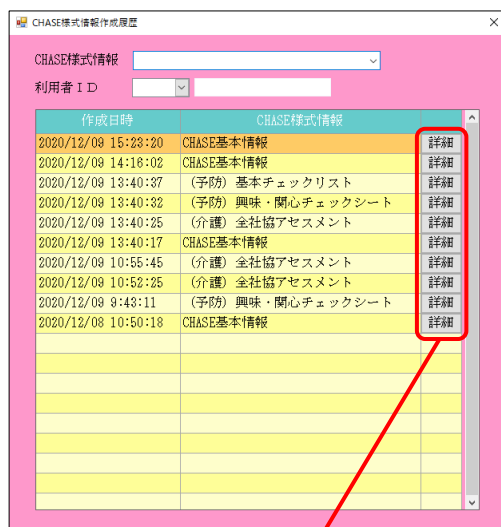 CHASE様式情報作成履歴
CHASE様式情報
利用者ＩＤ
作成日時 CHASE様式情報
2020/12/09 15:23:20 CHASE基本情報 詳細
2020/12/09 14:16:02 CHASE基本情報 詳細
2020/12/09 13:40:37 （予防）基本チェックリスト 詳細
2020/12/09 13:40:32 （予防）興味・関心チェックシート 詳細
2020/12/09 13:40:25 （介護）全社協アセスメント 詳細
2020/12/09 13:40:17 CHASE基本情報 詳細
2020/12/09 10:55:45 （介護）全社協アセスメント 詳細
2020/12/09 10:52:25 （介護）全社協アセスメント 詳細
2020/12/09 9:43:11 （予防）興味・関心チェックシート 詳細
2020/12/08 10:50:18 CHASE基本情報 詳細